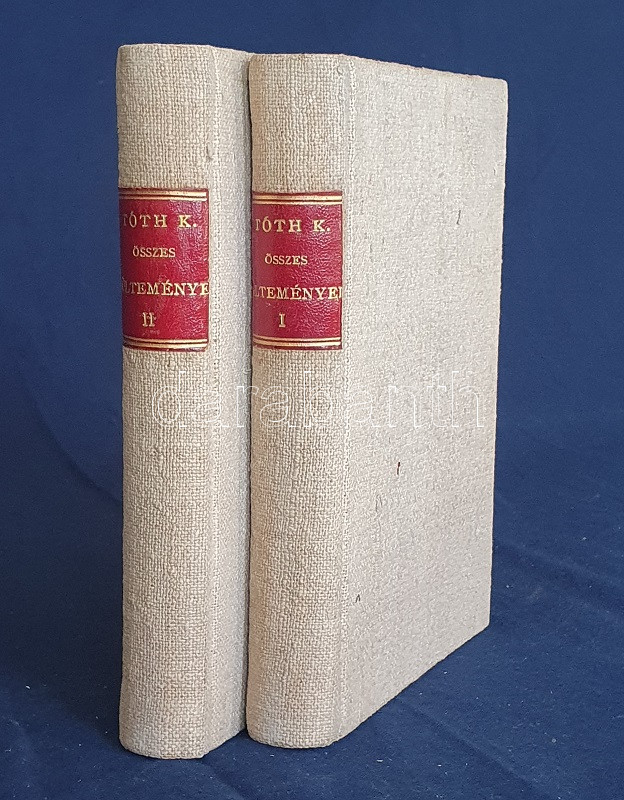 TÓTH K.
ÖSSZES
LTEMÉNYE
II
TÓTH K.
ÖSSZES
LTEMÉNYEI
I
darabanth